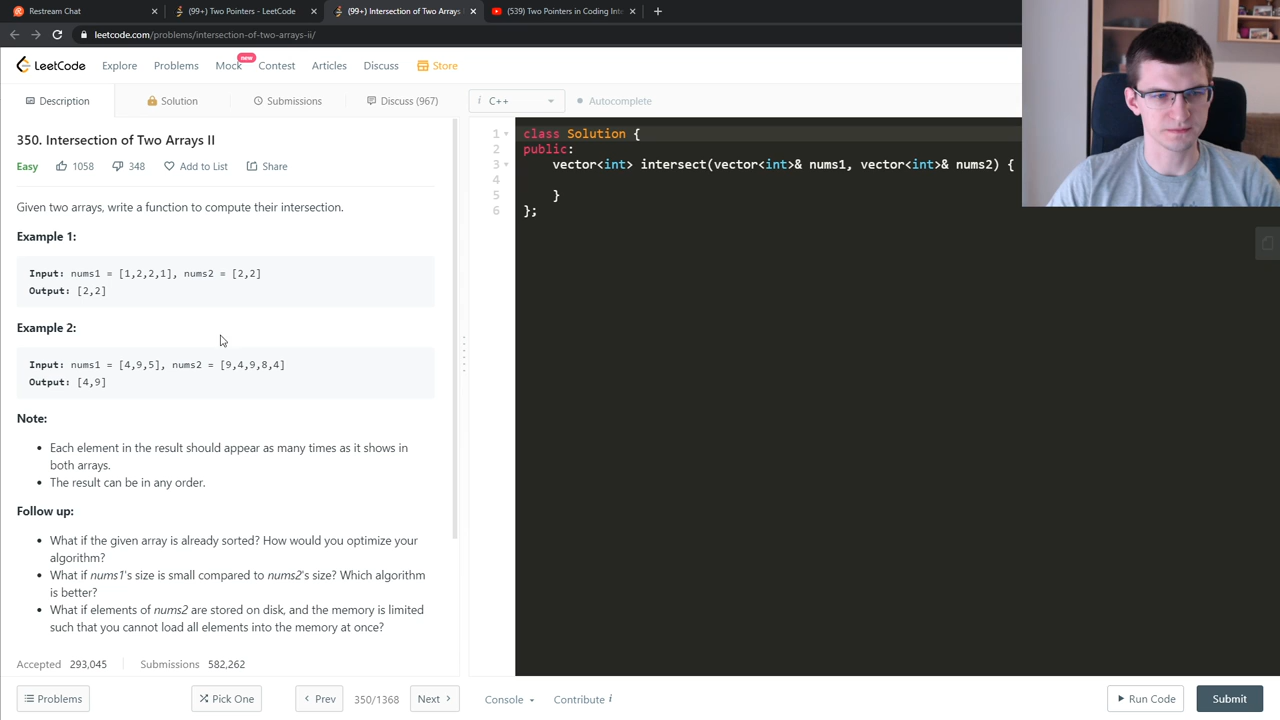 Restream Chat
(99+) Two Pointers - LeetCode
(99+) Intersection of Two Arrays
(539) Two Pointers in Coding Int
leetcode.com/problems/intersection-of-two-arrays-ii/
LeetCode
Explore
Problems
Mock
new
Contest
Articles
Discuss
Store
Description
Solution
Submissions
Discuss (967)
i C++
Autocomplete
350. Intersection of Two Arrays II
Easy
1058
348
Add to List
Share
Given two arrays, write a function to compute their intersection.
Example 1:
Input: nums1 = [1,2,2,1], nums2 = [2,2]
Output: [2,2]
Example 2:
Input: nums1 = [4,9,5], nums2 = [9,4,9,8,4]
Output: [4,9]
Note:
• Each element in the result should appear as many times as it shows in
both arrays.
• The result can be in any order.
Follow up:
• What if the given array is already sorted? How would you optimize your
algorithm?
• What if nums1's size is small compared to nums2's size? Which algorithm
is better?
• What if elements of nums2 are stored on disk, and the memory is limited
such that you cannot load all elements into the memory at once?
Accepted 293,045
Submissions 582,262
Problems
Pick One
Prev
350/1368
Next
1 class Solution {
2 public:
3 vector<int> intersect(vector<int>& nums1, vector<int>& nums2) {
4
5 }
6 };
Console
Contribute i
Run Code
Submit